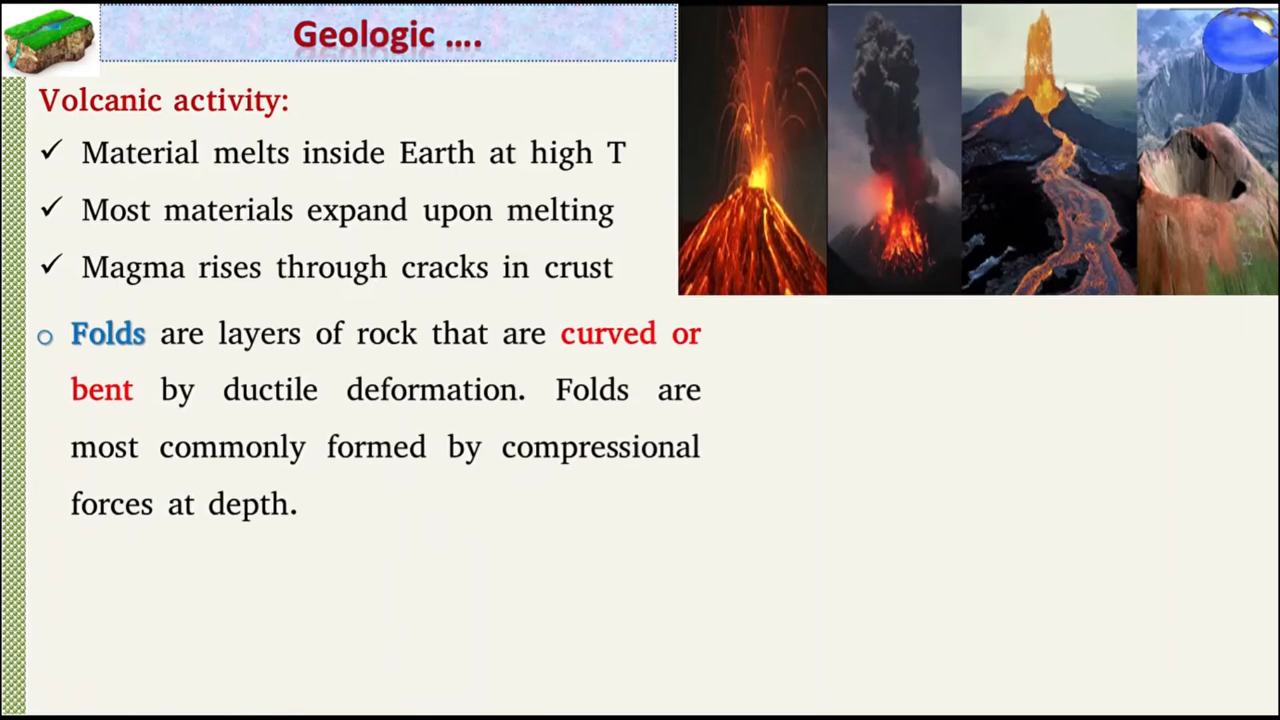 Geologic ....
Volcanic activity:
✓ Material melts inside Earth at high T
✓ Most materials expand upon melting
✓ Magma rises through cracks in crust
52
o Folds are layers of rock that are curved or
bent by ductile deformation. Folds are
most commonly formed by compressional
forces at depth.